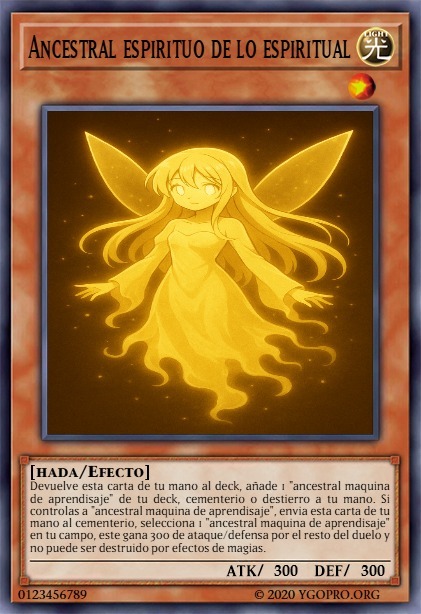 Ancestral espirituo de lo espiritual
LIGHT
光
[HADA/EFECTO]
Devuelve esta carta de tu mano al deck, añade 1 "ancestral maquina
de aprendisaje" de tu deck, cementerio o destierro a tu mano. Si
controlas a "ancestral maquina de aprendisaje", envia esta carta de tu
mano al cementerio, selecciona 1 "ancestral maquina de aprendisaje"
en tu campo, este gana 300 de ataque/defensa por el resto del duelo y
no puede ser destruido por efectos de magias.
ATK/ 300 DEF/ 300
0123456789 © 2020 YGOPRO.ORG